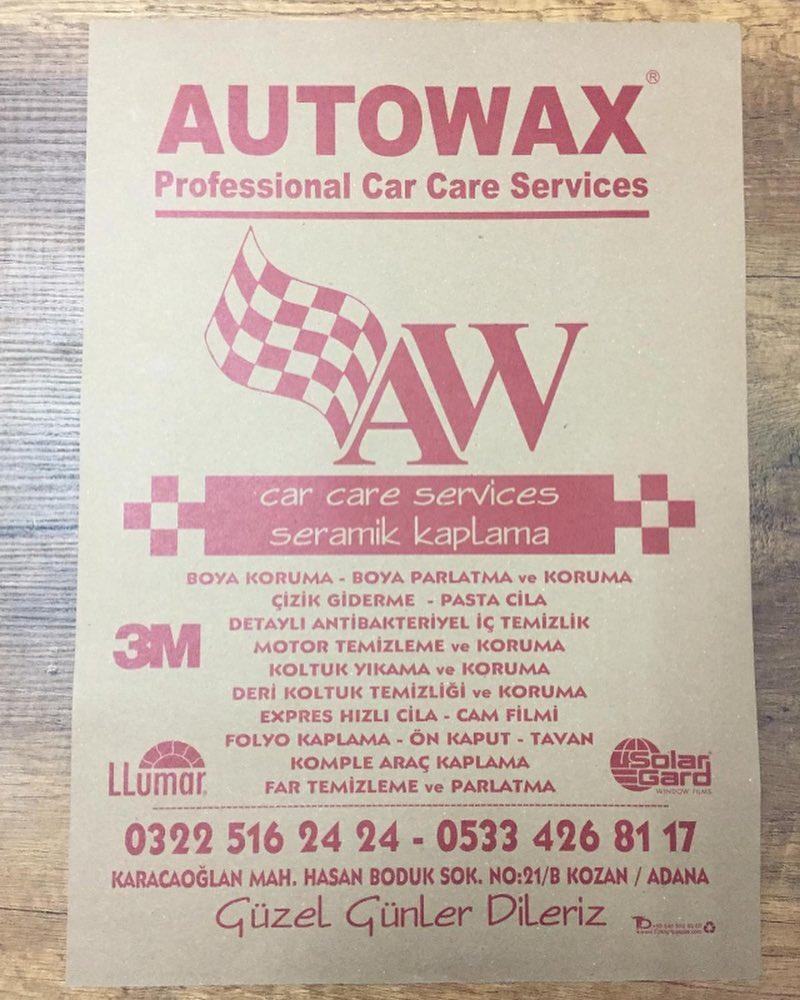 AUTOWAX®
Professional Car Care Services
AW
car care services
seramik kaplama
BOYA KORUMA - BOYA PARLATMA ve KORUMA
ÇİZİK GİDERME - PASTA CİLA
DETAYLI ANTİBAKTERİYEL İÇ TEMİZLİK
MOTOR TEMİZLEME ve KORUMA
KOLTUK YIKAMA ve KORUMA
DERİ KOLTUK TEMİZLİĞİ ve KORUMA
EXPRES HIZLI CİLA - CAM FİLMİ
FOLYO KAPLAMA - ÖN KAPUT - TAVAN
KOMPLE ARAÇ KAPLAMA
FAR TEMİZLEME ve PARLATMA
3M
LLumar
Solar Gard
WINDOW FILMS
0322 516 24 24 - 0533 426 81 17
KARACAOĞLAN MAH. HASAN BODUK SOK. NO:21/B KOZAN / ADANA
Güzel Günler Dileriz